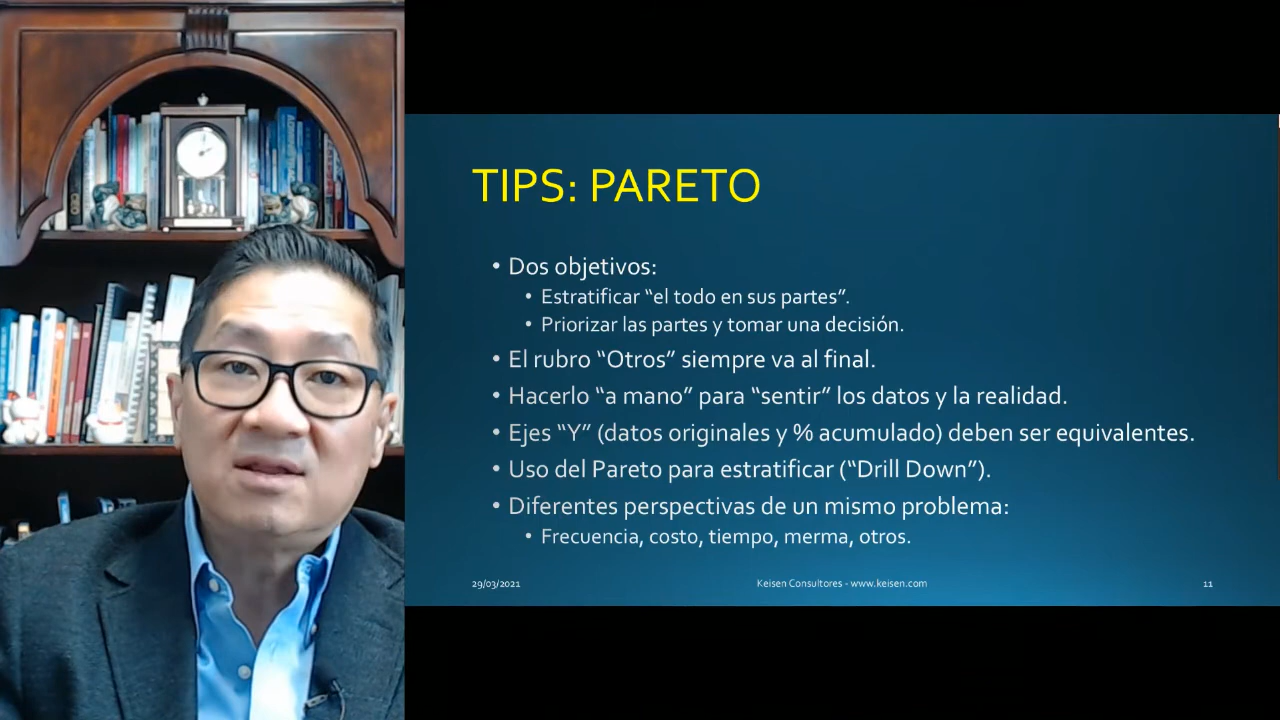 TIPS: PARETO
• Dos objetivos:
• Estratificar “el todo en sus partes”.
• Priorizar las partes y tomar una decisión.
• El rubro “Otros” siempre va al final.
• Hacerlo “a mano” para “sentir” los datos y la realidad.
• Ejes “Y” (datos originales y % acumulado) deben ser equivalentes.
• Uso del Pareto para estratificar (“Drill Down”).
• Diferentes perspectivas de un mismo problema:
• Frecuencia, costo, tiempo, merma, otros.
29/03/2021
Keisen Consultores - www.keisen.com
11